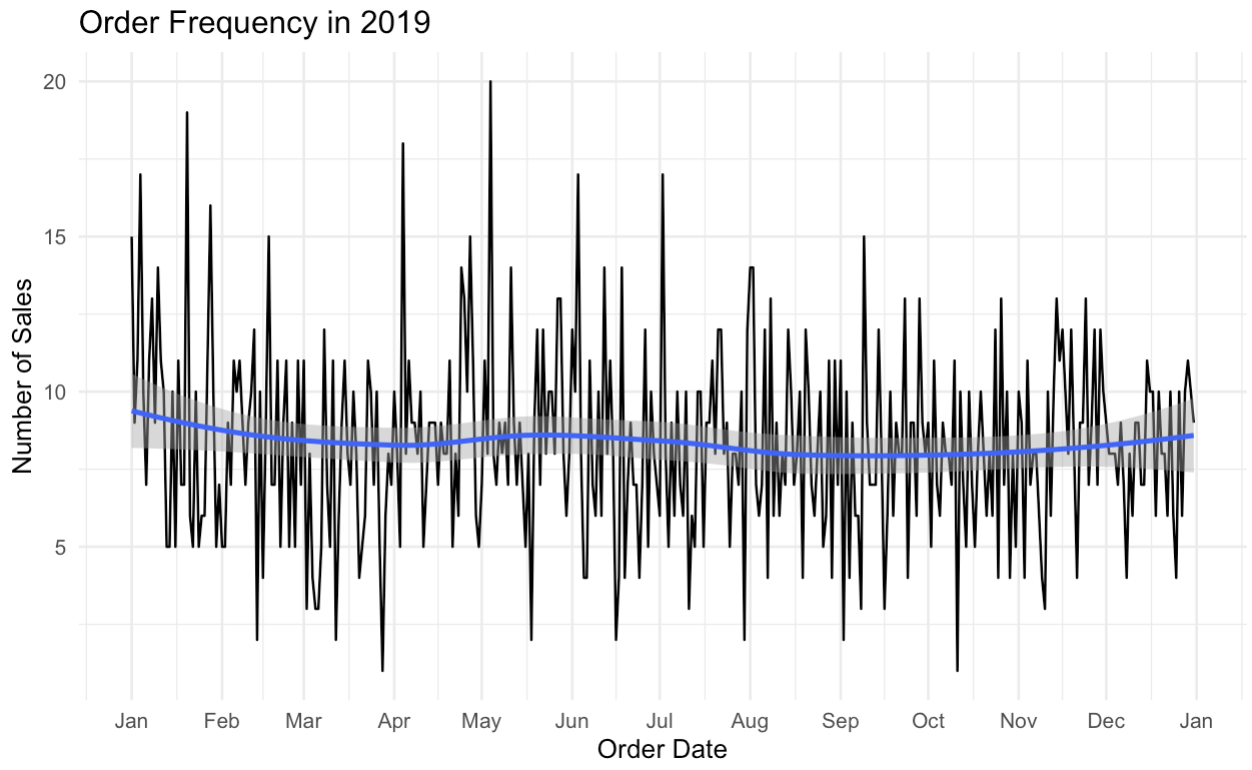 Order Frequency in 2019
Number of Sales
20
15
10
5
Jan Feb Mar Apr May Jun Jul Aug Sep Oct Nov Dec Jan
Order Date